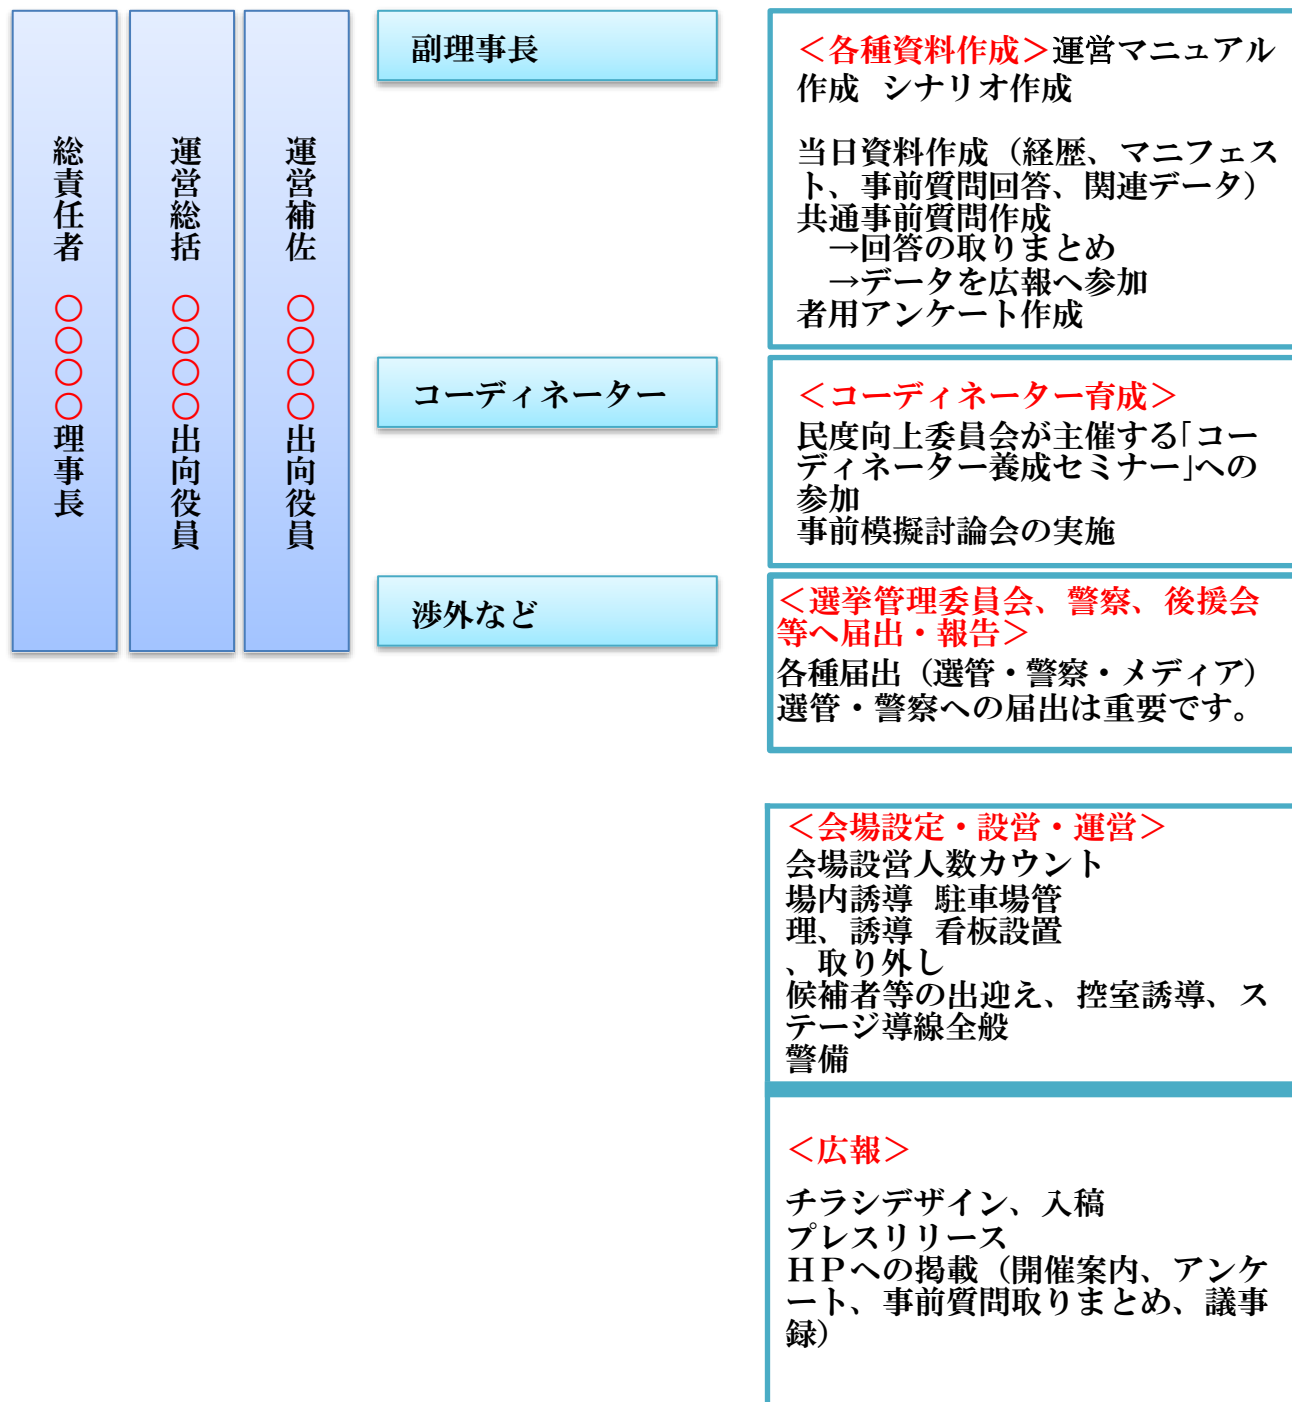 総責任者　〇〇〇〇理事長
運営総括　〇〇〇〇出向役員
運営補佐　〇〇〇〇出向役員
副理事長
＜各種資料作成＞運営マニュアル
作成 シナリオ作成
当日資料作成（経歴、マニフェス
ト、事前質問回答、関連データ）
共通事前質問作成
→回答の取りまとめ
→データを広報へ参加
者用アンケート作成
コーディネーター
＜コーディネーター育成＞
民度向上委員会が主催する「コー
ディネーター養成セミナー」への
参加
事前模擬討論会の実施
渉外など
＜選挙管理委員会、警察、後援会
等へ届出・報告＞
各種届出（選管・警察・メディア）
選管・警察への届出は重要です。
＜会場設定・設営・運営＞
会場設営人数カウント
場内誘導 駐車場管
理、誘導 看板設置
、取り外し
候補者等の出迎え、控室誘導、ス
テージ導線全般
警備
＜広報＞
チラシデザイン、入稿
プレスリリース
ＨＰへの掲載（開催案内、アンケ
ート、事前質問取りまとめ、議事
録）